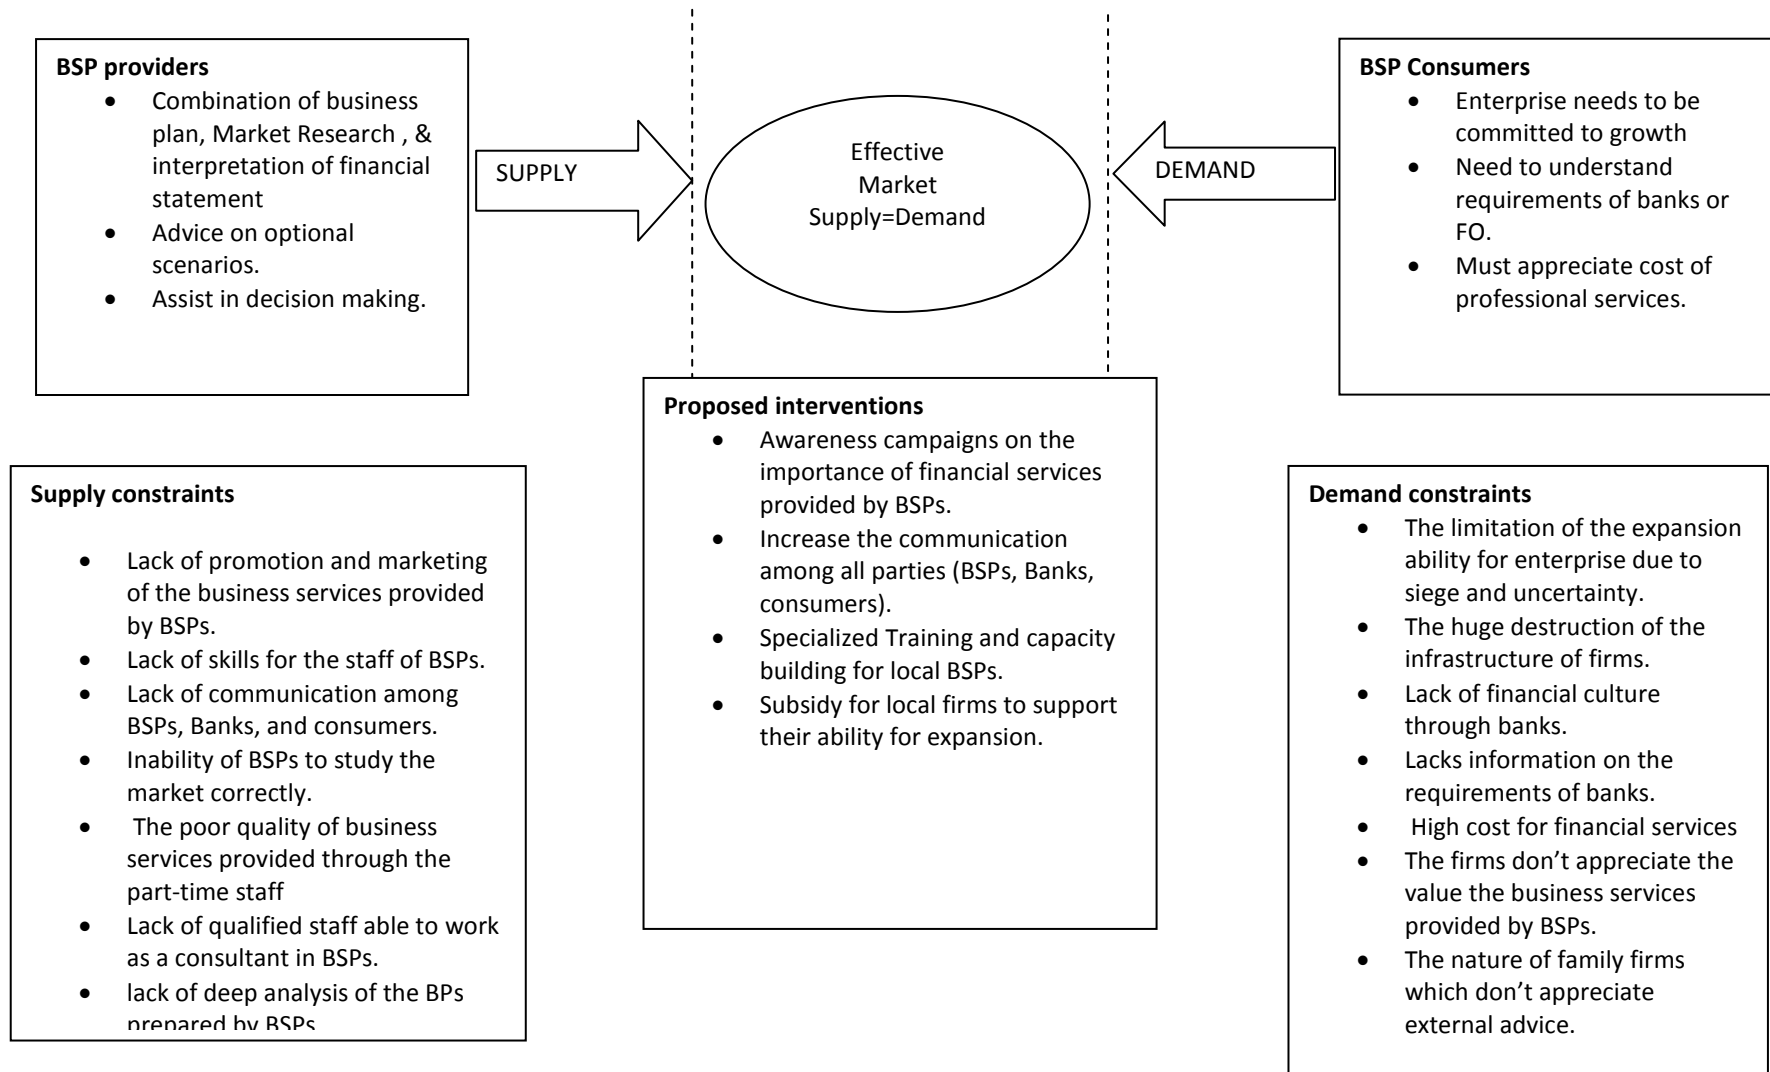 BSP providers
• Combination of business
plan, Market Research , &
interpretation of financial
statement
• Advice on optional
scenarios.
• Assist in decision making.
SUPPLY
Effective
Market
Supply=Demand
DEMAND
BSP Consumers
• Enterprise needs to be
committed to growth
• Need to understand
requirements of banks or
FO.
• Must appreciate cost of
professional services.
Supply constraints
• Lack of promotion and marketing
of the business services provided
by BSPs.
• Lack of skills for the staff of BSPs.
• Lack of communication among
BSPs, Banks, and consumers.
• Inability of BSPs to study the
market correctly.
• The poor quality of business
services provided through the
part-time staff
• Lack of qualified staff able to work
as a consultant in BSPs.
• lack of deep analysis of the BPs
prepared by BSPs
Proposed interventions
• Awareness campaigns on the
importance of financial services
provided by BSPs.
• Increase the communication
among all parties (BSPs, Banks,
consumers).
• Specialized Training and capacity
building for local BSPs.
• Subsidy for local firms to support
their ability for expansion.
Demand constraints
• The limitation of the expansion
ability for enterprise due to
siege and uncertainty.
• The huge destruction of the
infrastructure of firms.
• Lack of financial culture
through banks.
• Lacks information on the
requirements of banks.
• High cost for financial services
• The firms don’t appreciate the
value the business services
provided by BSPs.
• The nature of family firms
which don’t appreciate
external advice.